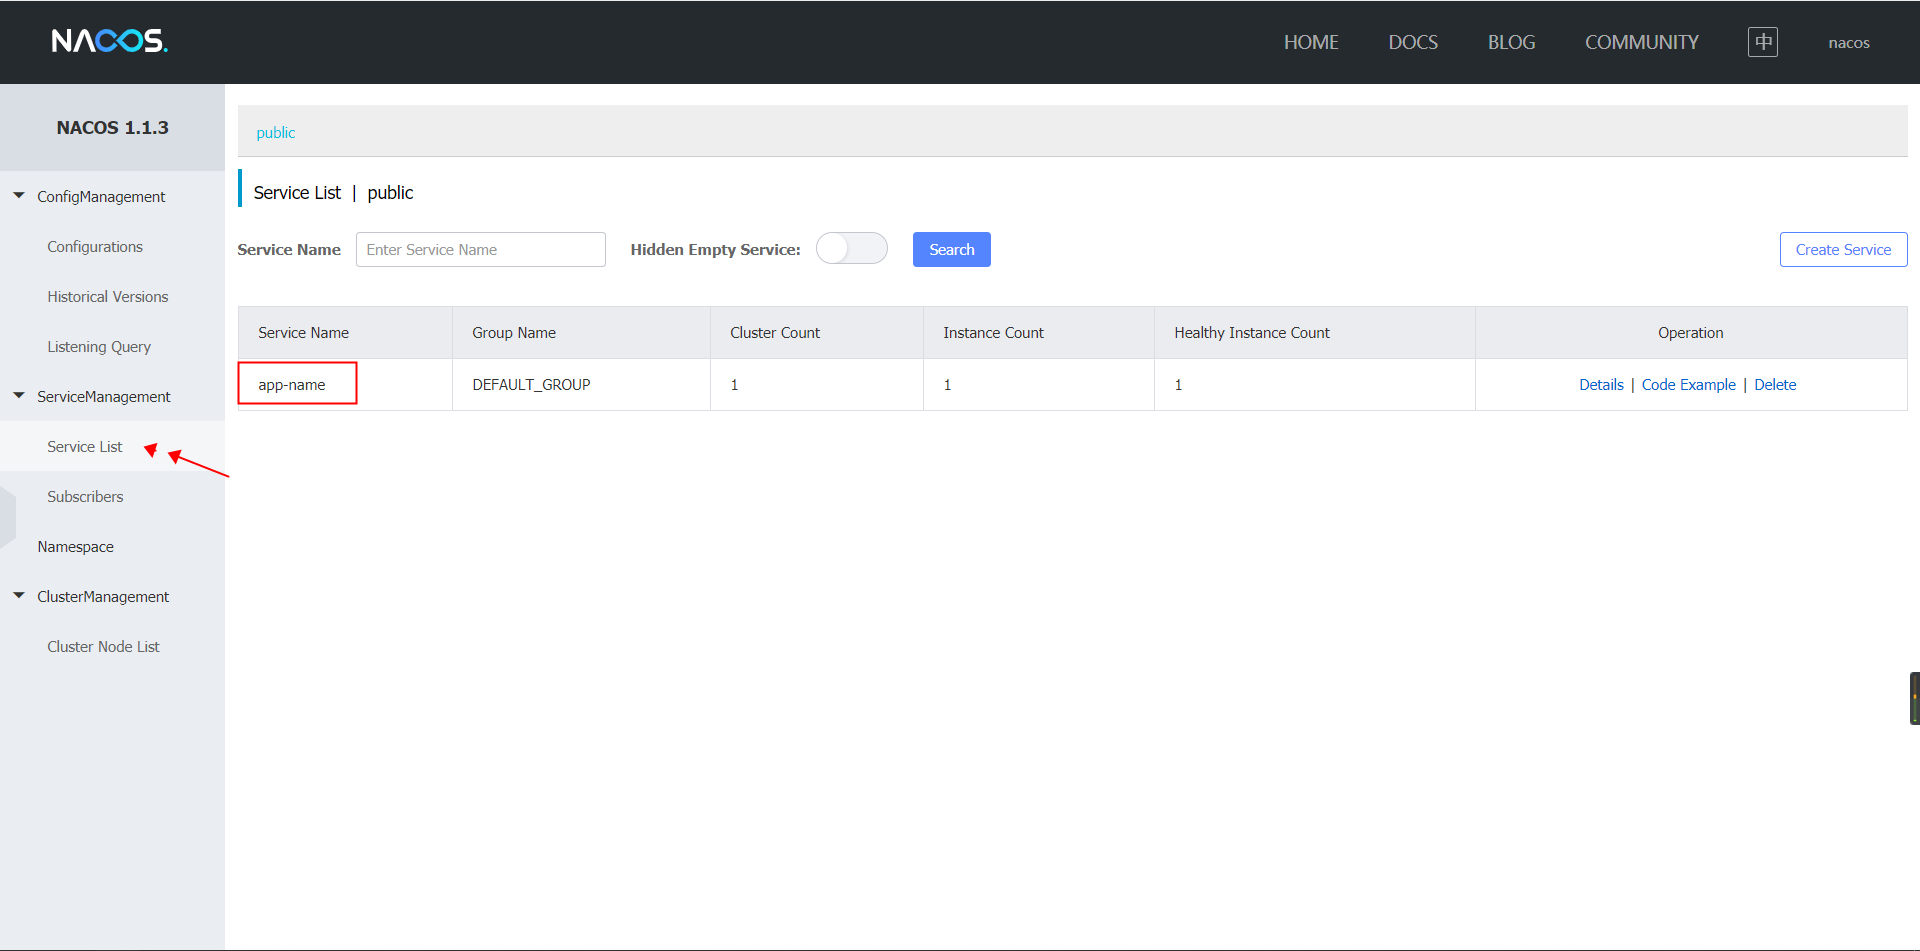 NACOS.
HOME DOCS BLOG COMMUNITY 中 nacos
NACOS 1.1.3
ConfigManagement
Configurations
Historical Versions
Listening Query
ServiceManagement
Service List
Subscribers
Namespace
ClusterManagement
Cluster Node List
public
Service List | public
Service Name Enter Service Name Hidden Empty Service: Search Create Service
Service Name Group Name Cluster Count Instance Count Healthy Instance Count Operation
app-name DEFAULT_GROUP 1 1 1 Details | Code Example | Delete